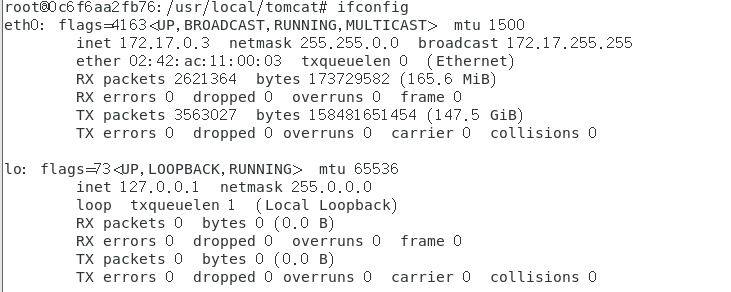 root@0c6f6aa2fb76:/usr/local/tomcat# ifconfig
eth0: flags=4163<UP,BROADCAST,RUNNING,MULTICAST>  mtu 1500
        inet 172.17.0.3  netmask 255.255.0.0  broadcast 172.17.255.255
        ether 02:42:ac:11:00:03  txqueuelen 0  (Ethernet)
        RX packets 2621364  bytes 173729582 (165.6 MiB)
        RX errors 0  dropped 0  overruns 0  frame 0
        TX packets 3563027  bytes 158481651454 (147.5 GiB)
        TX errors 0  dropped 0 overruns 0  carrier 0  collisions 0

lo: flags=73<UP,LOOPBACK,RUNNING>  mtu 65536
        inet 127.0.0.1  netmask 255.0.0.0
        loop  txqueuelen 1  (Local Loopback)
        RX packets 0  bytes 0 (0.0 B)
        RX errors 0  dropped 0  overruns 0  frame 0
        TX packets 0  bytes 0 (0.0 B)
        TX errors 0  dropped 0 overruns 0  carrier 0  collisions 0